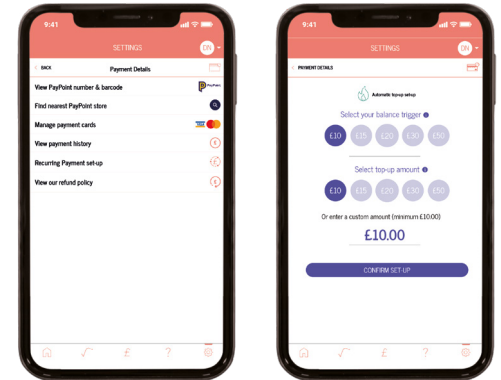 9:41
SETTINGS
DN
BACK
Payment Details
View PayPoint number & barcode
PayPoint
Find nearest PayPoint store
Manage payment cards
VISA
View payment history
£
Recurring Payment set-up
£
View our refund policy
£
£
?
9:41
SETTINGS
DN
PAYMENT DETAILS
Automatic top-up set-up
Select your balance trigger
£10 £15 £20 £30 £50
Select top-up amount
£10 £15 £20 £30 £50
Or enter a custom amount (minimum £10.00)
£10.00
CONFIRM SET-UP
£
?